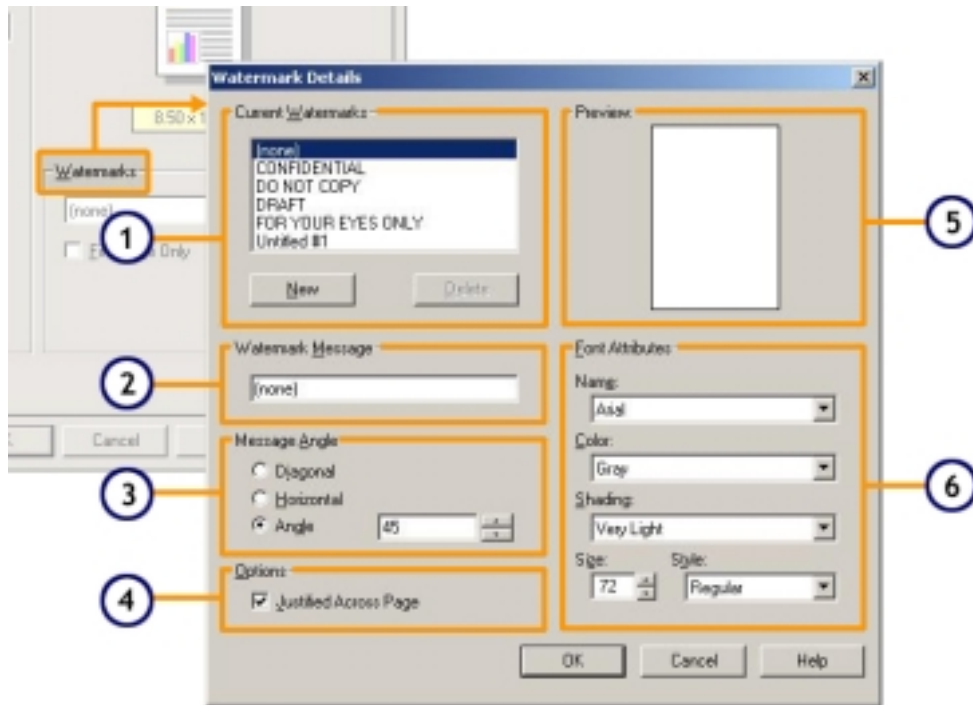 8.50 x 1
Watermarks
(none)
Only
Cancel
Watermark Details
Current Watermarks
(none)
CONFIDENTIAL
DO NOT COPY
DRAFT
FOR YOUR EYES ONLY
Untitled #1
New
Delete
1
Watermark Message
(none)
2
Message Angle
Diagonal
Horizontal
Angle
45
3
Options
Justified Across Page
4
Preview:
5
Font Attributes
Name:
Arial
Color:
Gray
Shading:
Very Light
Size:
Style:
72
Regular
6
OK
Cancel
Help